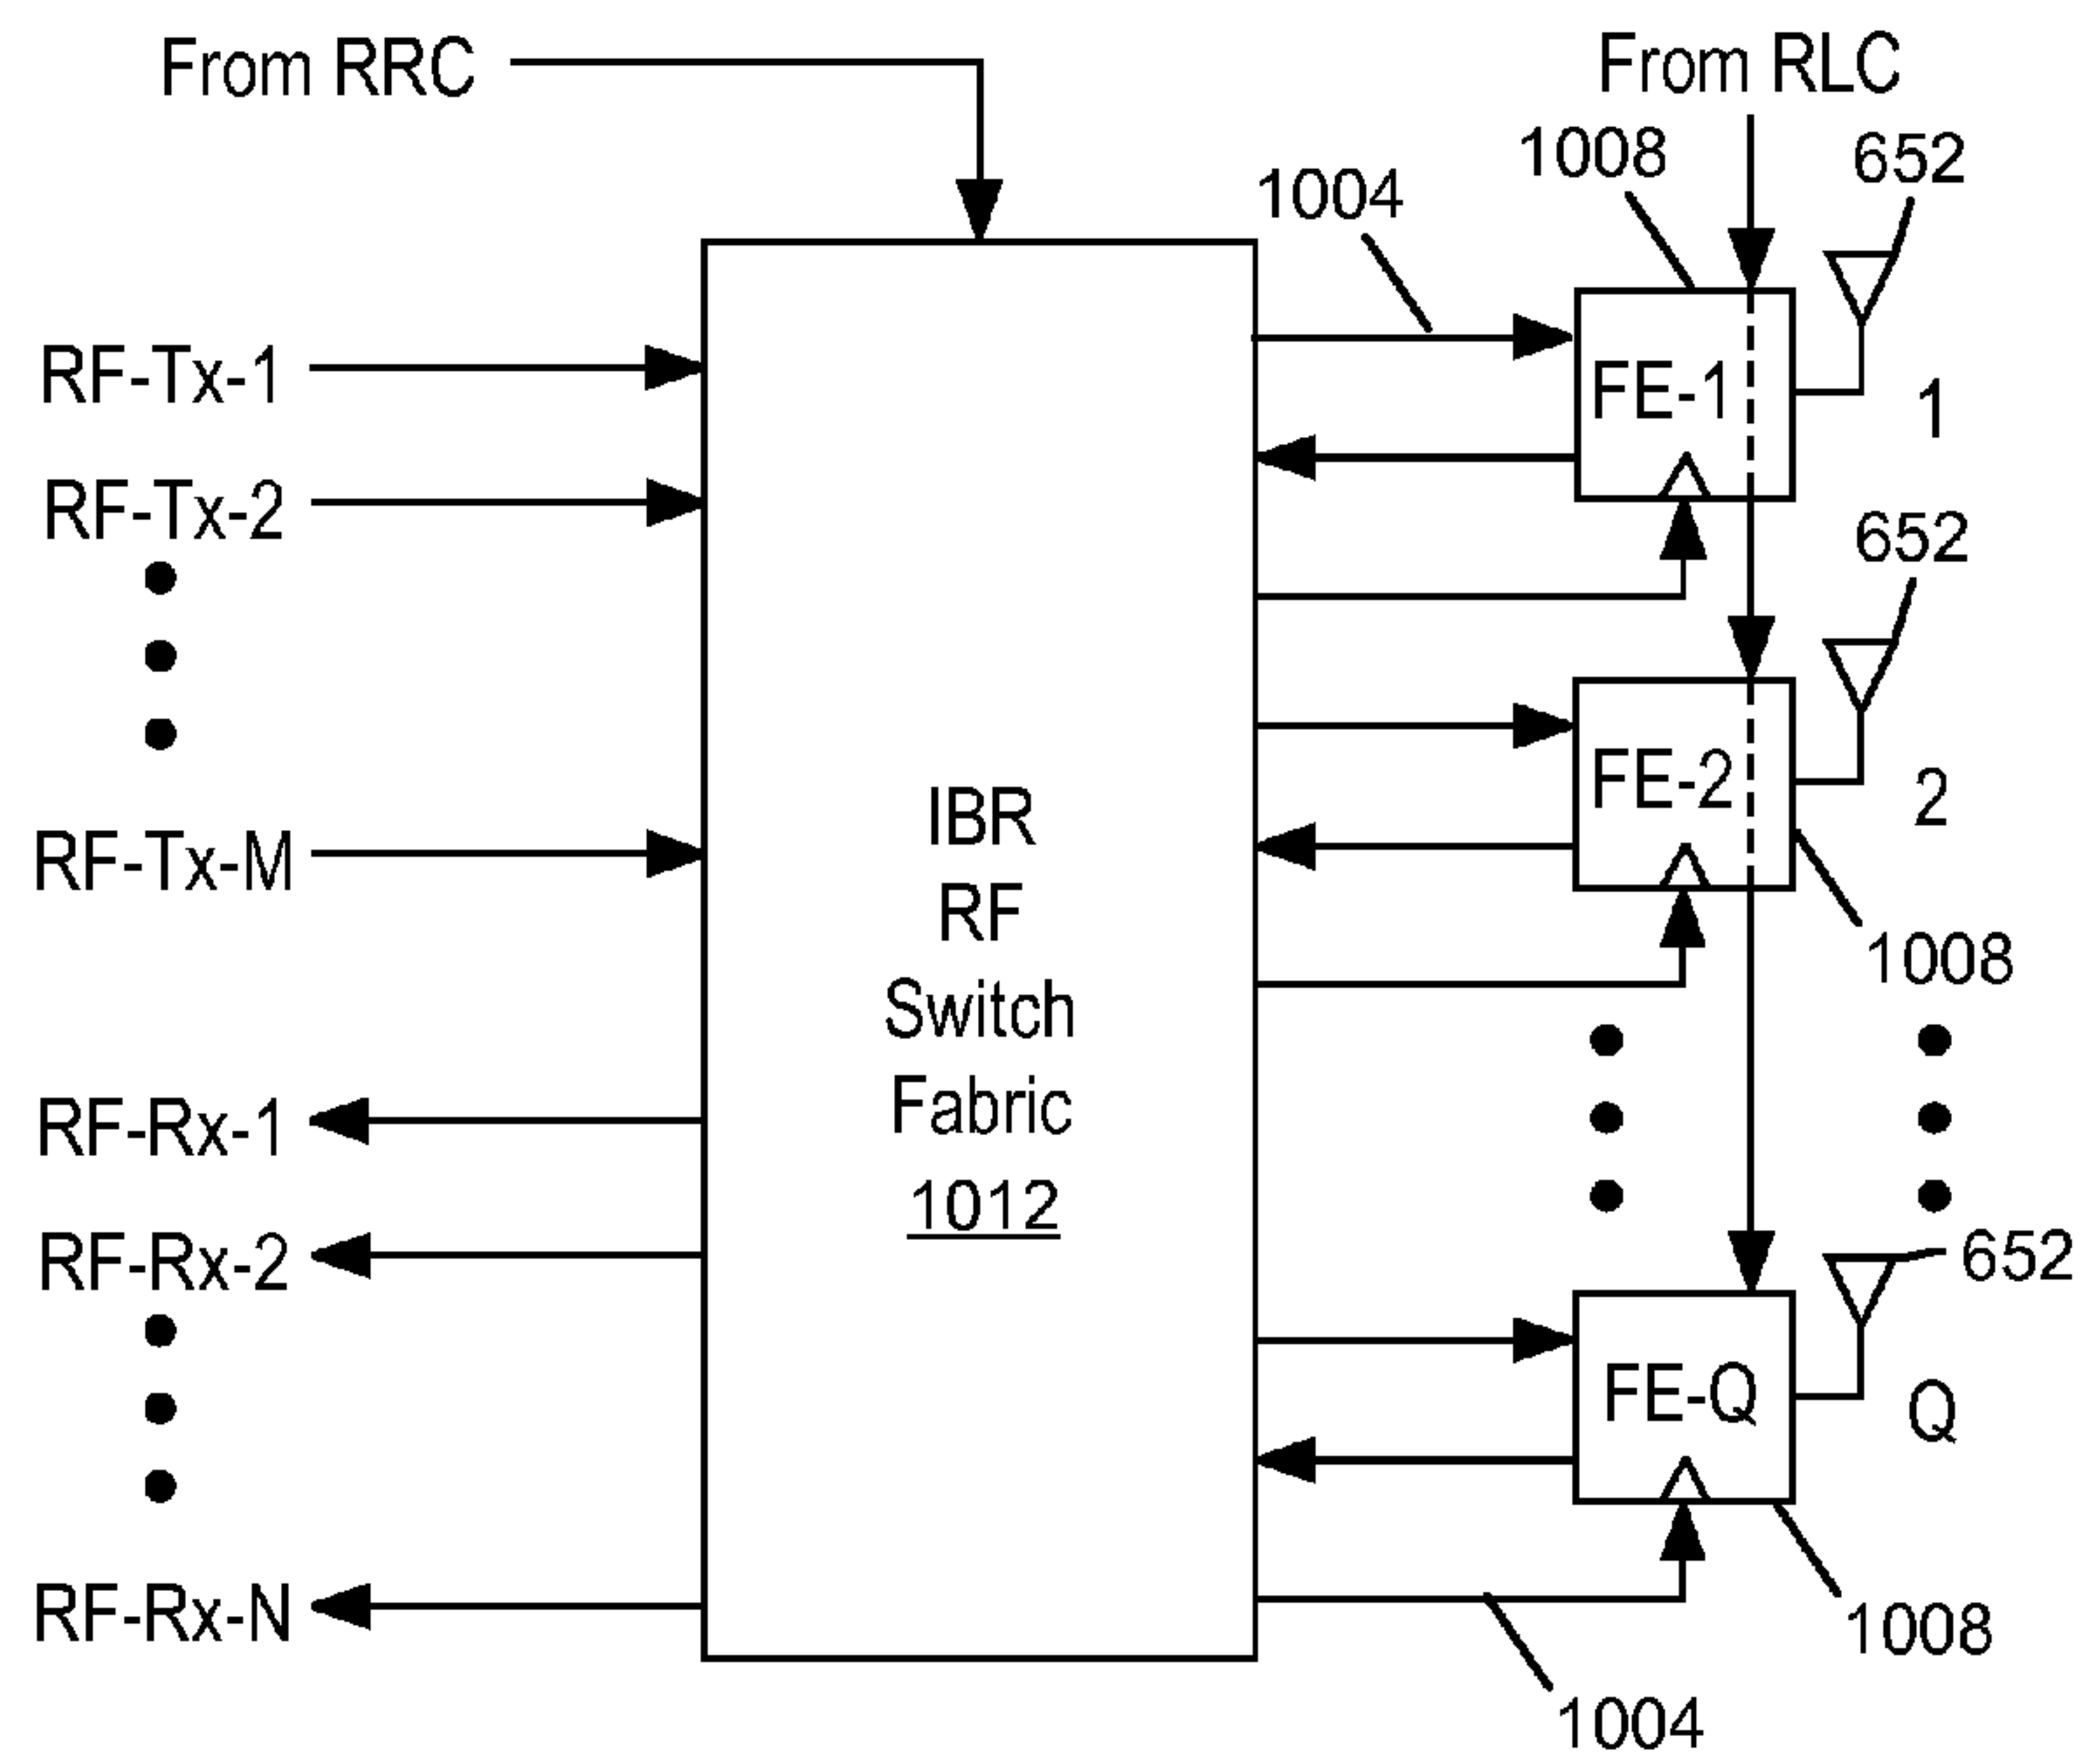 From RRC
From RLC
1008
652
1004
RF-Tx-1
FE-1
1
RF-Tx-2
652
FE-2
2
RF-Tx-M
1008
IBR
RF
Switch
Fabric
1012
RF-Rx-1
RF-Rx-2
652
FE-Q
Q
RF-Rx-N
1008
1004